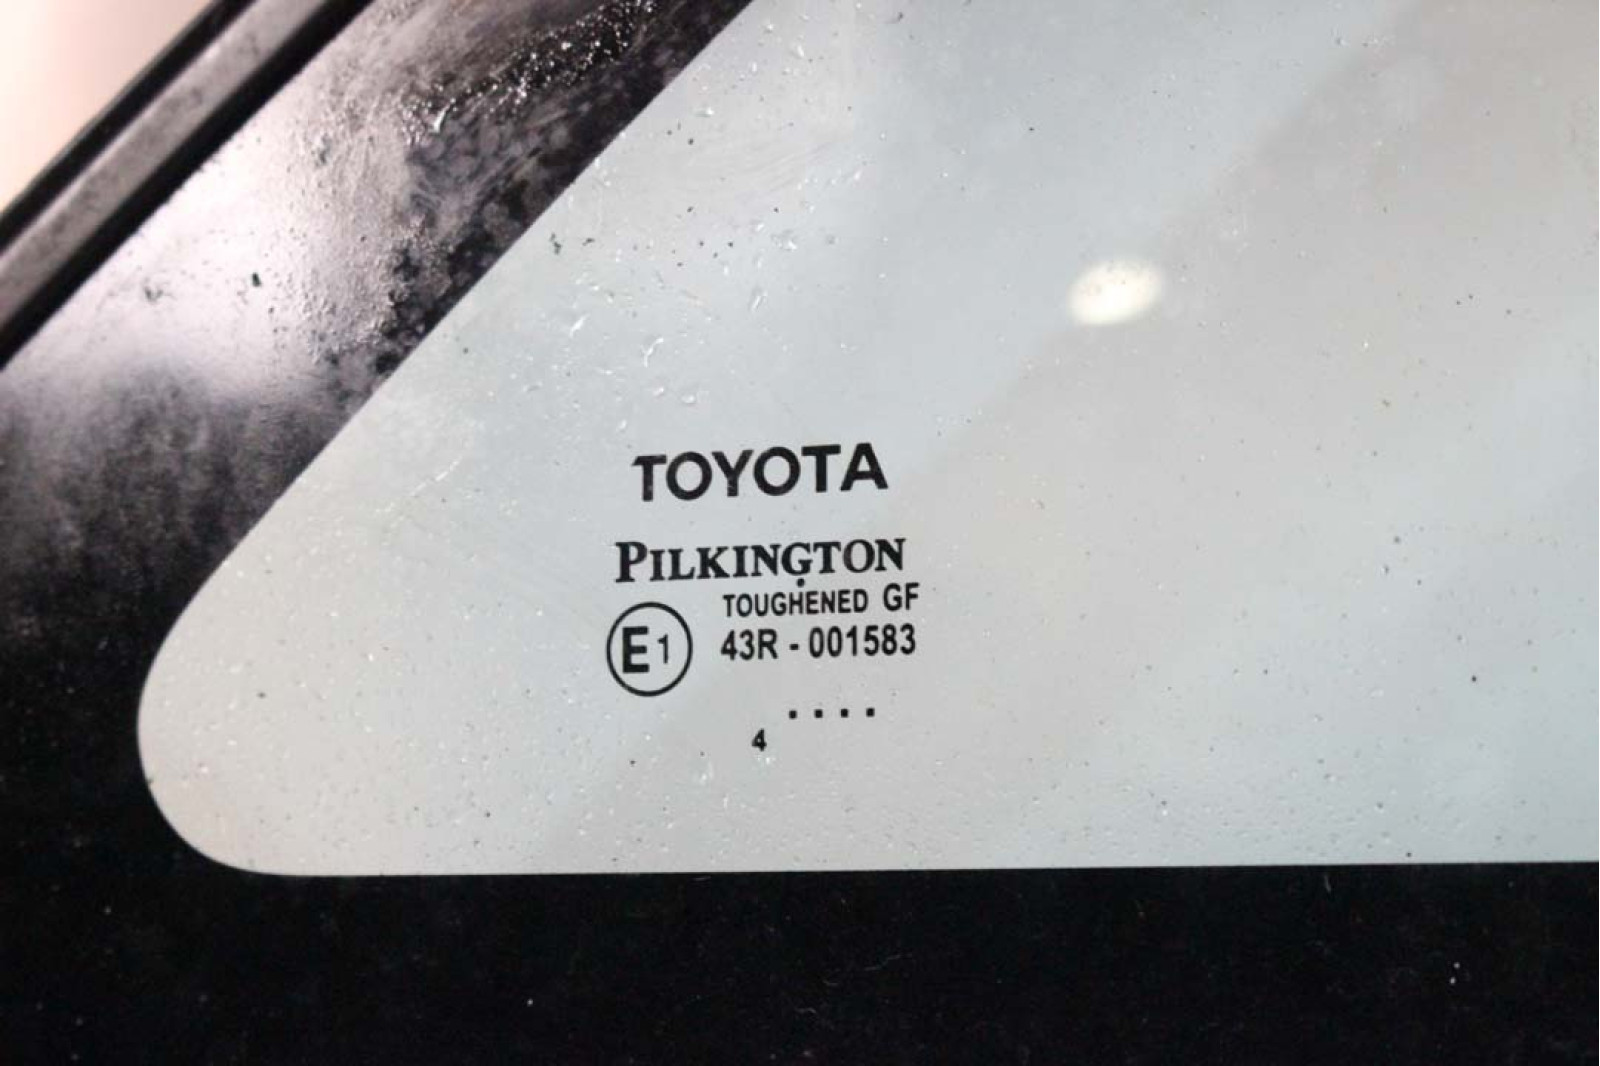 TOYOTA
PILKINGTON
TOUGHENED GF
E1 43R - 001583
. . . .
4